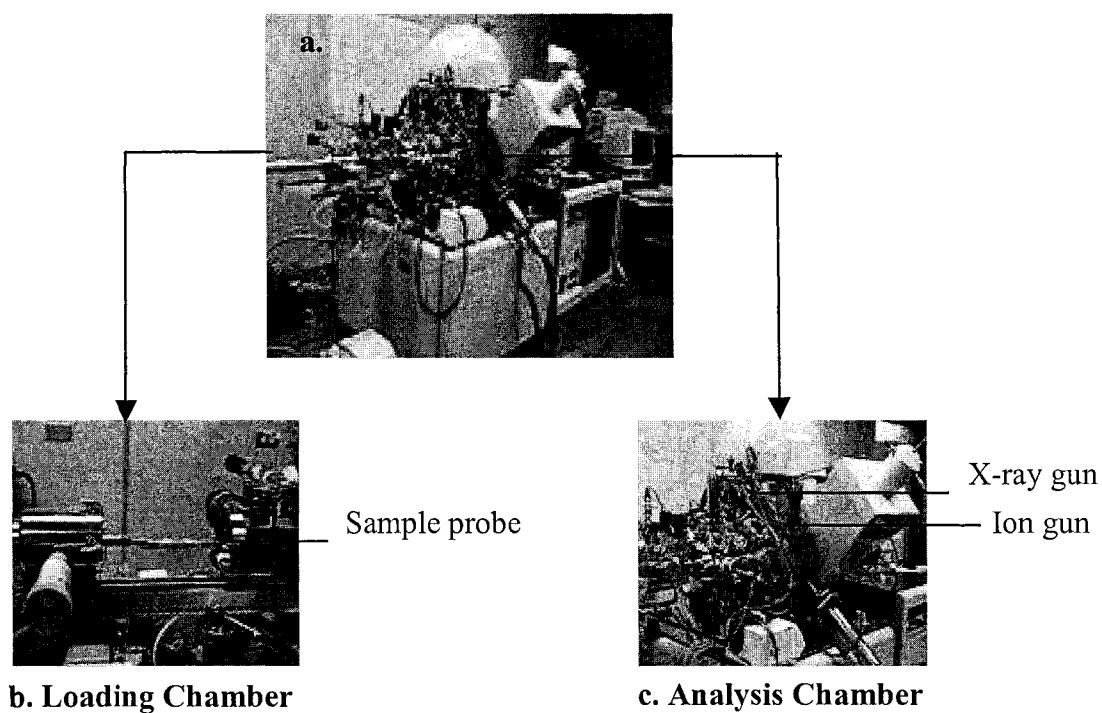 a.
Sample probe
X-ray gun
Ion gun
b. Loading Chamber
c. Analysis Chamber